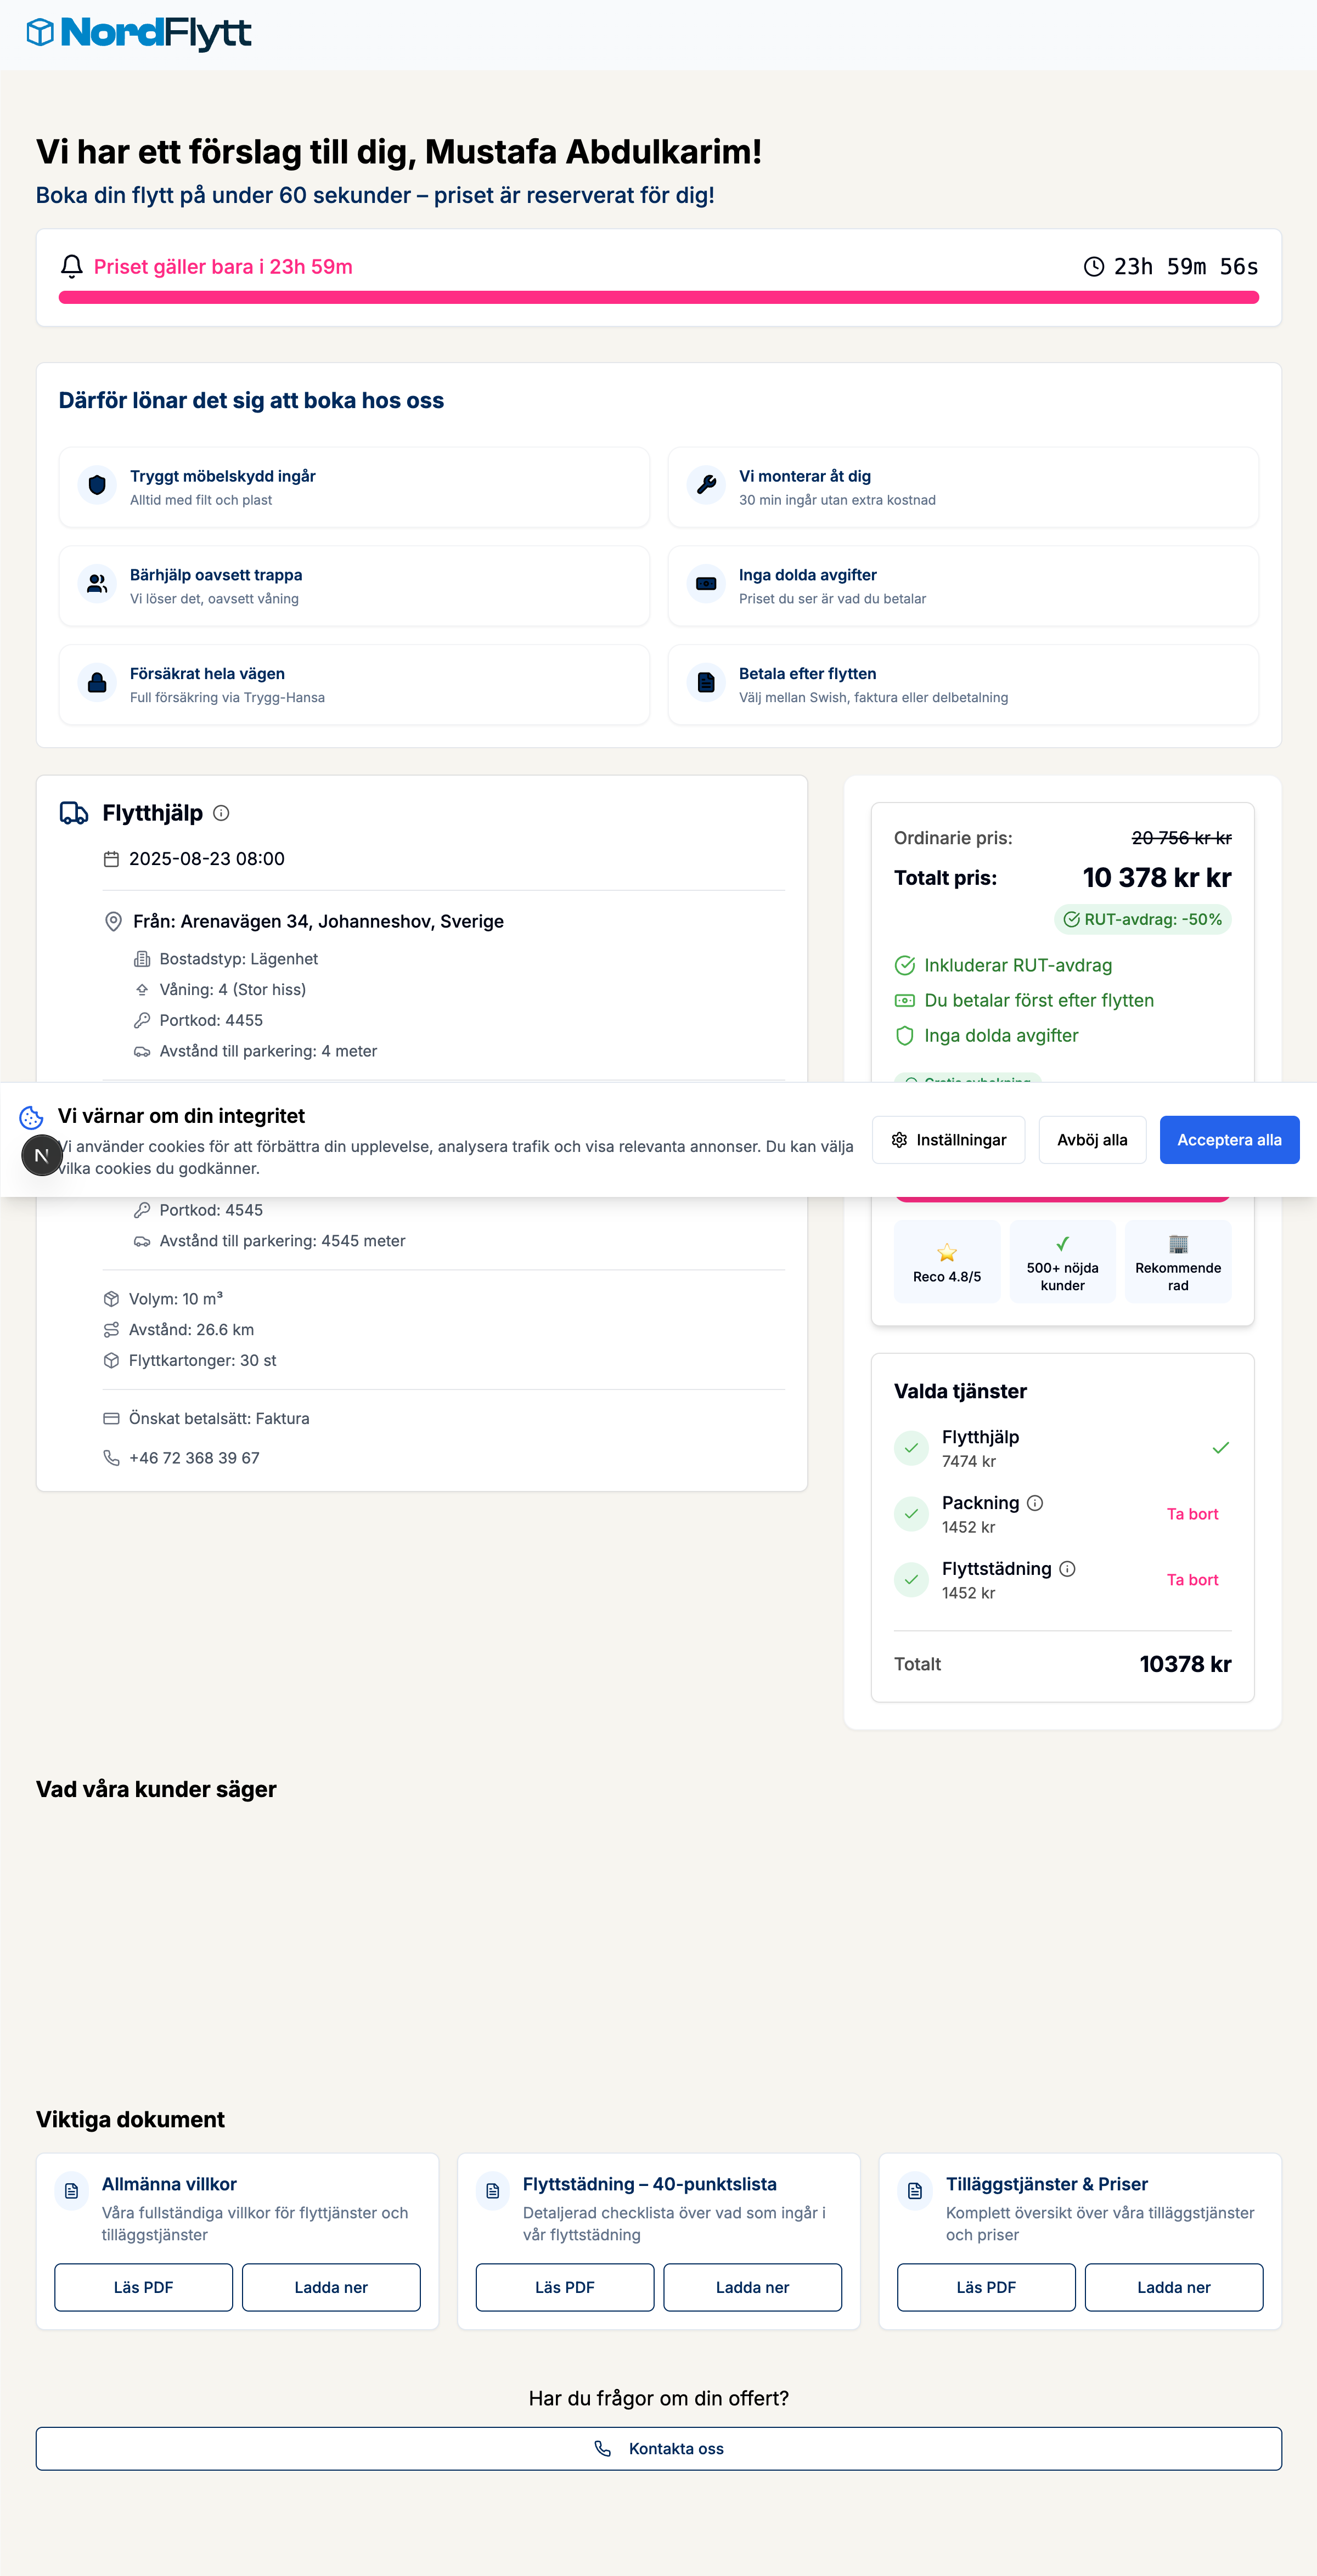 NordFlytt
Vi har ett förslag till dig, Mustafa Abdulkarim!
Boka din flytt på under 60 sekunder – priset är reserverat för dig!
Priset gäller bara i 23h 59m
23h 59m 56s
Därför lönar det sig att boka hos oss
Tryggt möbelskydd ingår
Alltid med filt och plast
Vi monterar åt dig
30 min ingår utan extra kostnad
Bärhjälp oavsett trappa
Vi löser det, oavsett våning
Inga dolda avgifter
Priset du ser är vad du betalar
Försäkrat hela vägen
Full försäkring via Trygg-Hansa
Betala efter flytten
Välj mellan Swish, faktura eller delbetalning
Flytthjälp
2025-08-23 08:00
Från: Arenavägen 34, Johanneshov, Sverige
Bostadstyp: Lägenhet
Våning: 4 (Stor hiss)
Portkod: 4455
Avstånd till parkering: 4 meter
Ordinarie pris:
20 756 kr kr
Totalt pris:
10 378 kr kr
RUT-avdrag: -50%
Inkluderar RUT-avdrag
Du betalar först efter flytten
Inga dolda avgifter
Vi värnar om din integritet
Vi använder cookies för att förbättra din upplevelse, analysera trafik och visa relevanta annonser. Du kan välja
vilka cookies du godkänner.
N
Inställningar
Avböj alla
Acceptera alla
Portkod: 4545
Avstånd till parkering: 4545 meter
Volym: 10 m³
Avstånd: 26.6 km
Flyttkartonger: 30 st
Önskat betalsätt: Faktura
+46 72 368 39 67
Reco 4.8/5
500+ nöjda
kunder
Rekommende
rad
Valda tjänster
Flytthjälp
7474 kr
Packning
1452 kr
Ta bort
Flyttstädning
1452 kr
Ta bort
Totalt
10378 kr
Vad våra kunder säger
Viktiga dokument
Allmänna villkor
Våra fullständiga villkor för flyttjänster och
tilläggstjänster
Läs PDF
Ladda ner
Flyttstädning – 40-punktslista
Detaljerad checklista över vad som ingår i
vår flyttstädning
Läs PDF
Ladda ner
Tilläggstjänster & Priser
Komplett översikt över våra tilläggstjänster
och priser
Läs PDF
Ladda ner
Har du frågor om din offert?
Kontakta oss